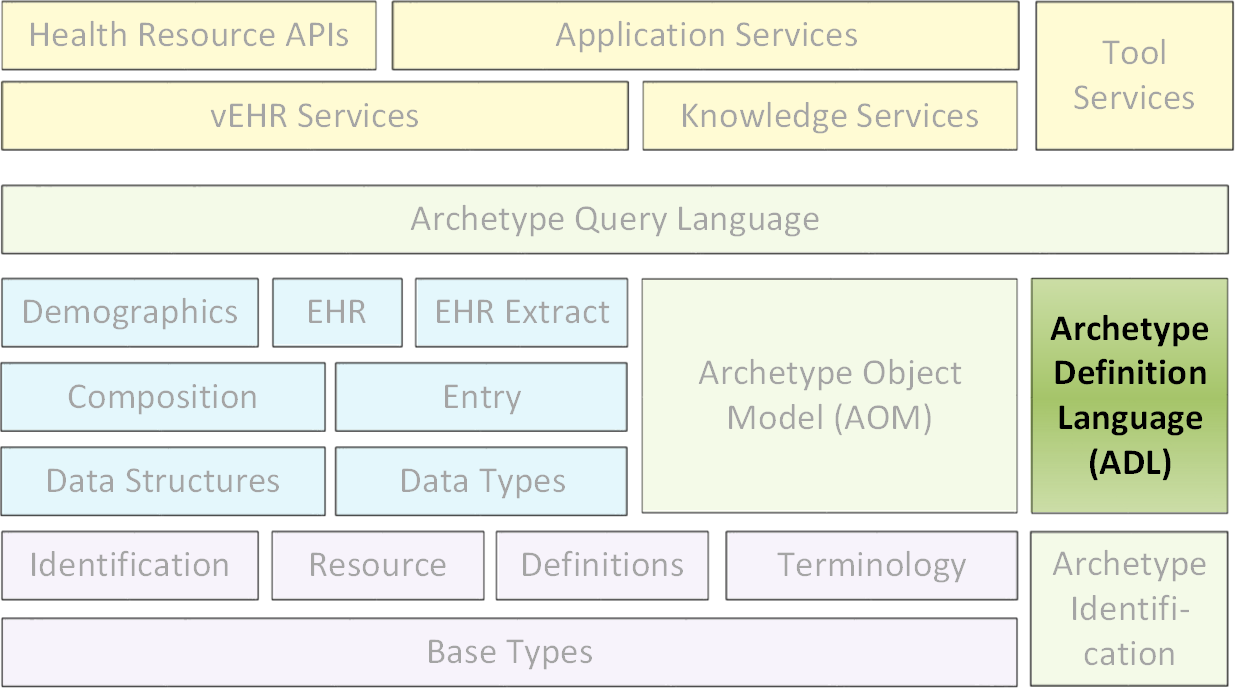 Health Resource APIs
Application Services
Tool
Services
vEHR Services
Knowledge Services
Archetype Query Language
Demographics
EHR
EHR Extract
Archetype Object
Model (AOM)
Archetype
Definition
Language
(ADL)
Composition
Entry
Data Structures
Data Types
Identification
Resource
Definitions
Terminology
Archetype
Identifi-
cation
Base Types